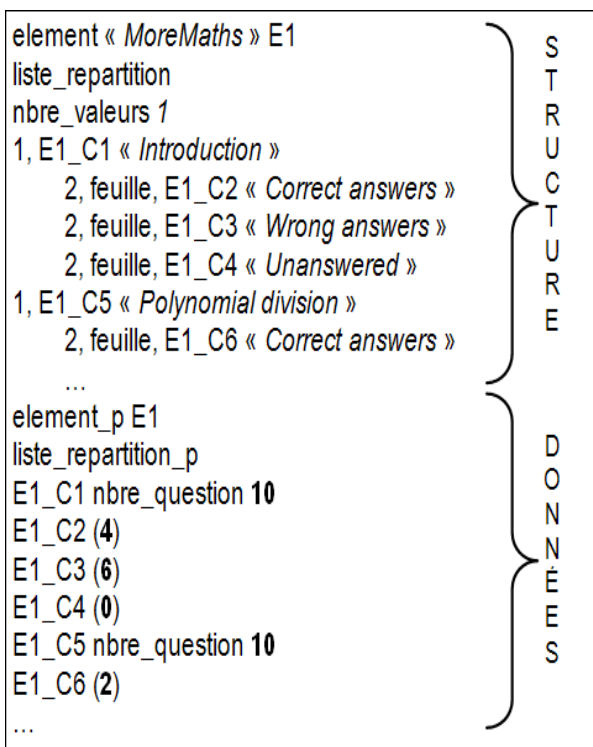 element « MoreMaths » E1
liste_repartition
nbre_valeurs 1
1, E1_C1 « Introduction »
2, feuille, E1_C2 « Correct answers »
2, feuille, E1_C3 « Wrong answers »
2, feuille, E1_C4 « Unanswered »
1, E1_C5 « Polynomial division »
2, feuille, E1_C6 « Correct answers »
...
STRUCTURE
element_p E1
liste_repartition_p
E1_C1 nbre_question 10
E1_C2 (4)
E1_C3 (6)
E1_C4 (0)
E1_C5 nbre_question 10
E1_C6 (2)
...
DONNÉES